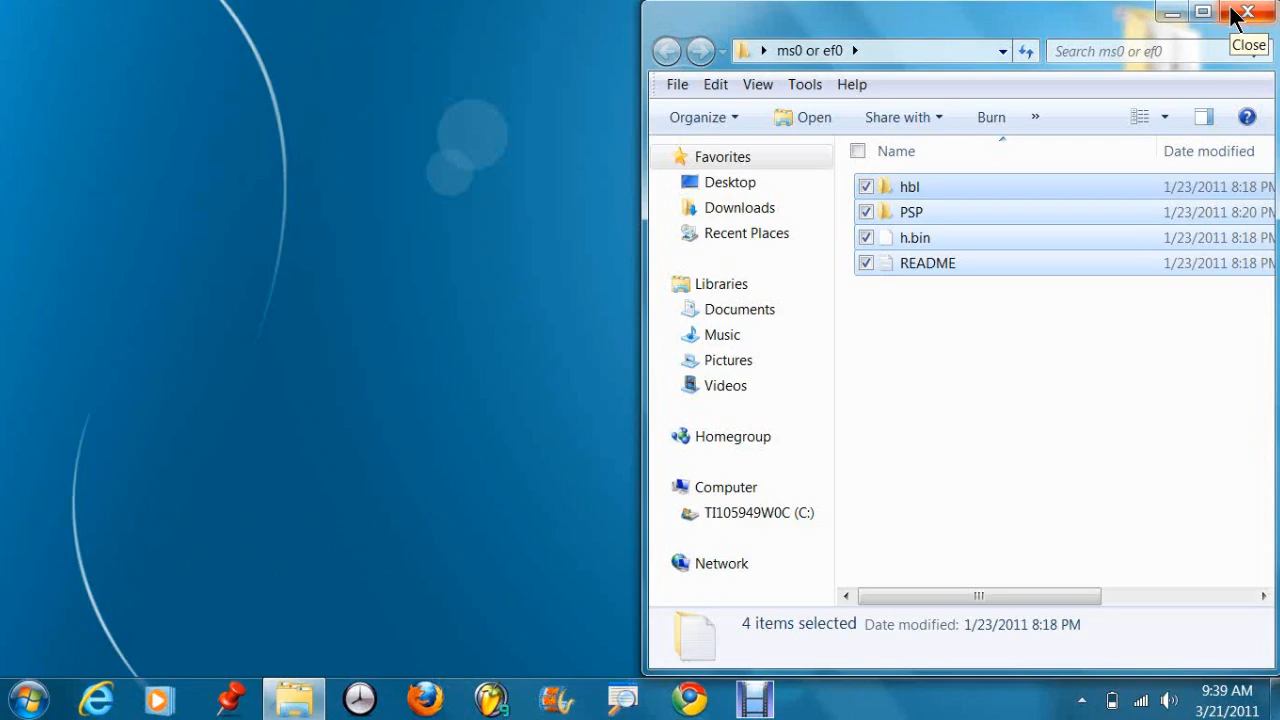 Close
ms0 or ef0
Search ms0 or ef0
File Edit View Tools Help
Organize Open Share with Burn »
Name Date modified
Favorites
Desktop
Downloads
Recent Places
Libraries
Documents
Music
Pictures
Videos
Homegroup
Computer
TI105949W0C (C:)
Network
hbl 1/23/2011 8:18 PM
PSP 1/23/2011 8:20 PM
h.bin 1/23/2011 8:18 PM
README 1/23/2011 8:18 PM
4 items selected Date modified: 1/23/2011 8:18 PM
9:39 AM
3/21/2011